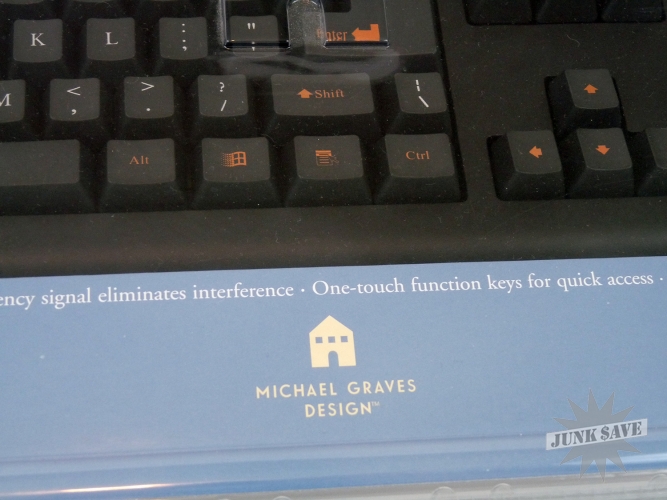 K L : ; " Enter
M < , > . ? / Shift | \
Alt Ctrl
ency signal eliminates interference · One-touch function keys for quick access ·
MICHAEL GRAVES
DESIGN™
JUNK SAVE